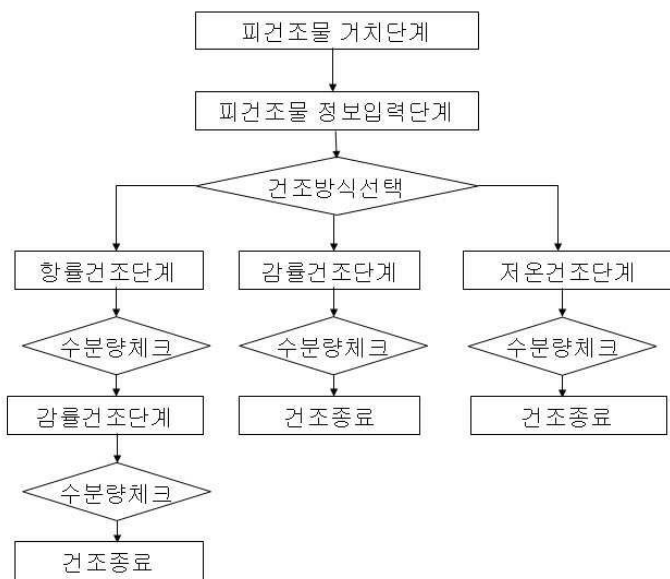 피건조물 거치단계
피건조물 정보입력단계
건조방식선택
항률건조단계
감률건조단계
저온건조단계
수분량체크
수분량체크
수분량체크
감률건조단계
건조종료
건조종료
수분량체크
건조종료